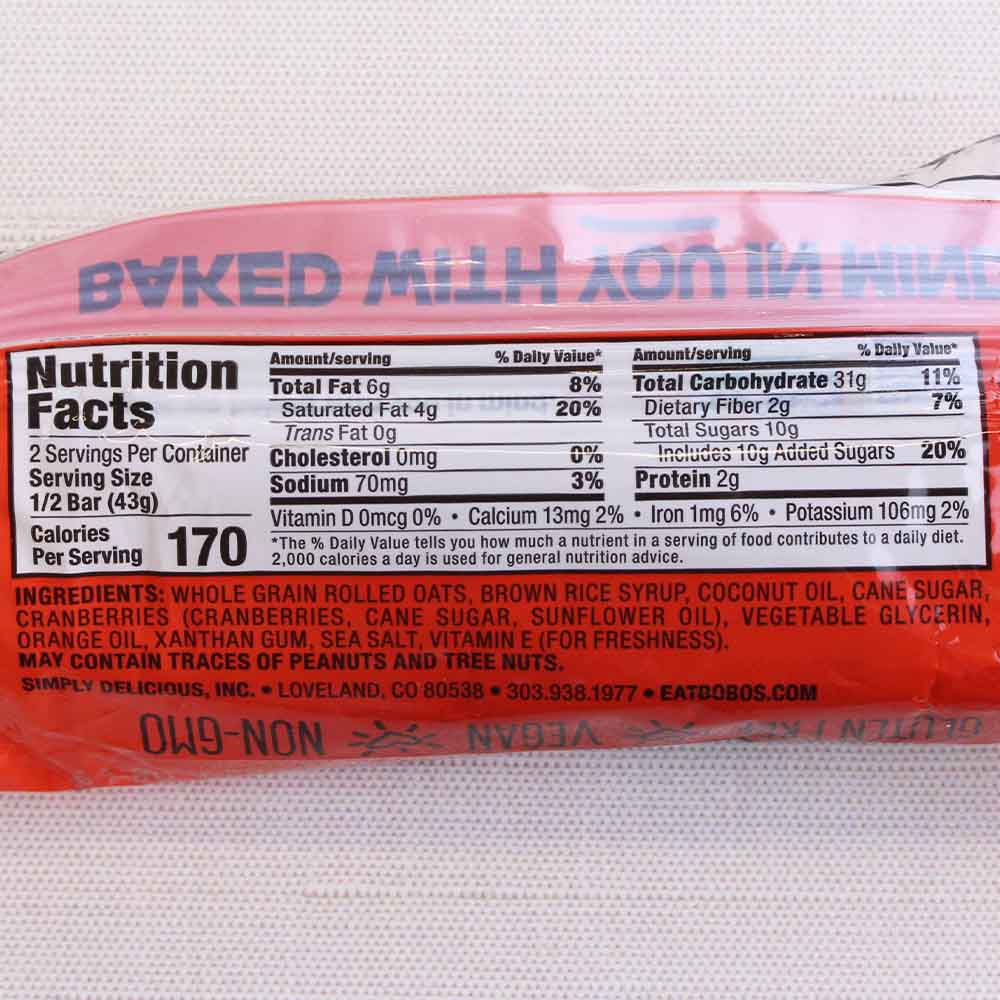 BAKED WITH YOU IN MIND
Nutrition
Facts
2 Servings Per Container
Serving Size
1/2 Bar (43g)
Calories
Per Serving 170
Amount/serving % Daily Value*
Total Fat 6g 8%
Saturated Fat 4g 20%
Trans Fat 0g
Cholesterol 0mg 0%
Sodium 70mg 3%
Amount/serving % Daily Value*
Total Carbohydrate 31g 11%
Dietary Fiber 2g 7%
Total Sugars 10g
Includes 10g Added Sugars 20%
Protein 2g
Vitamin D 0mcg 0% • Calcium 13mg 2% • Iron 1mg 6% • Potassium 106mg 2%
*The % Daily Value tells you how much a nutrient in a serving of food contributes to a daily diet.
2,000 calories a day is used for general nutrition advice.
INGREDIENTS: WHOLE GRAIN ROLLED OATS, BROWN RICE SYRUP, COCONUT OIL, CANE SUGAR,
CRANBERRIES (CRANBERRIES, CANE SUGAR, SUNFLOWER OIL), VEGETABLE GLYCERIN,
ORANGE OIL, XANTHAN GUM, SEA SALT, VITAMIN E (FOR FRESHNESS).
MAY CONTAIN TRACES OF PEANUTS AND TREE NUTS.
SIMPLY DELICIOUS, INC. • LOVELAND, CO 80538 • 303.938.1977 • EATBOBOS.COM
GLUTEN FREE VEGAN NON-GMO